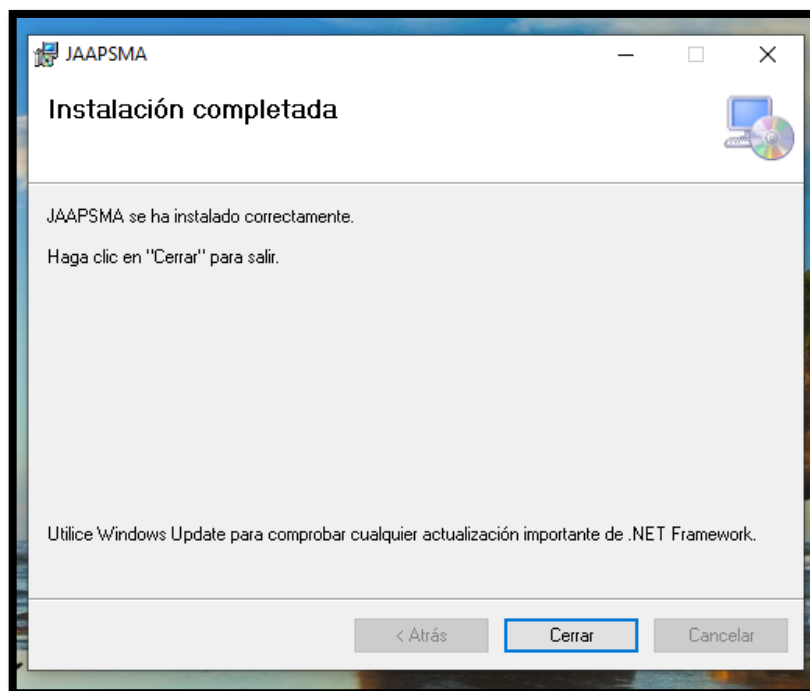 JAAPSMA
Instalación completada
JAAPSMA se ha instalado correctamente.
Haga clic en "Cerrar" para salir.
Utilice Windows Update para comprobar cualquier actualización importante de .NET Framework.
< Atrás
Cerrar
Cancelar